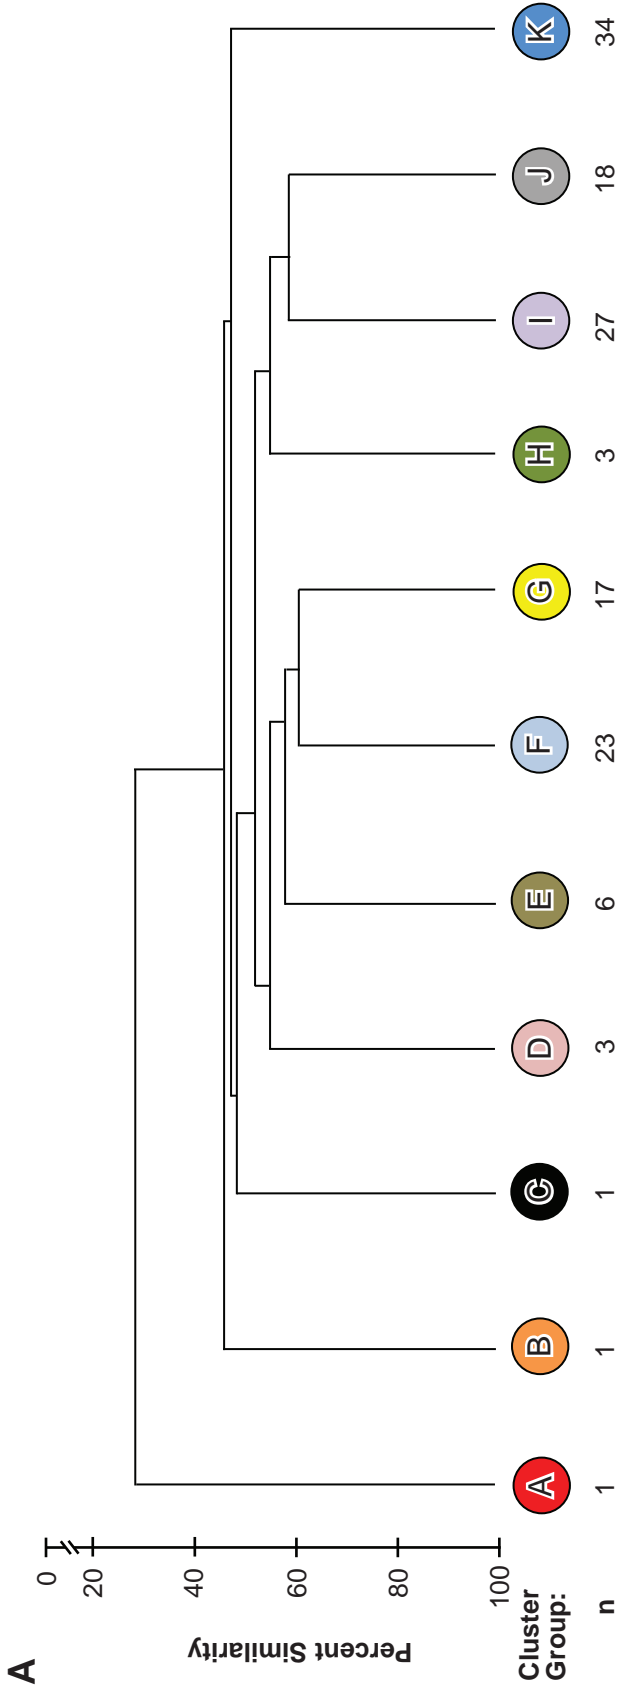 A
Percent Similarity
0
20
40
60
80
100
Cluster
Group:
A B C D E F G H I J K
n 1 1 1 3 6 23 17 3 27 18 34